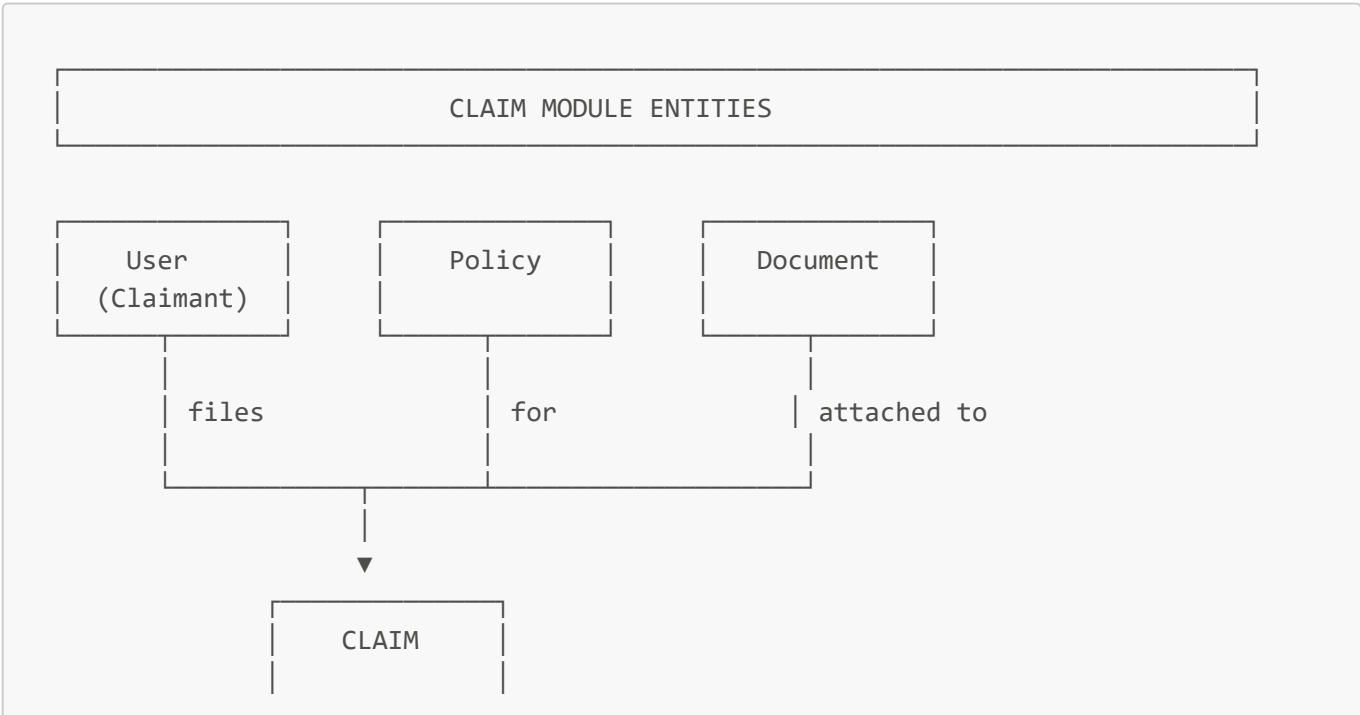 CLAIM MODULE ENTITIES
User Policy Document
(Claimant)
files for attached to
CLAIM